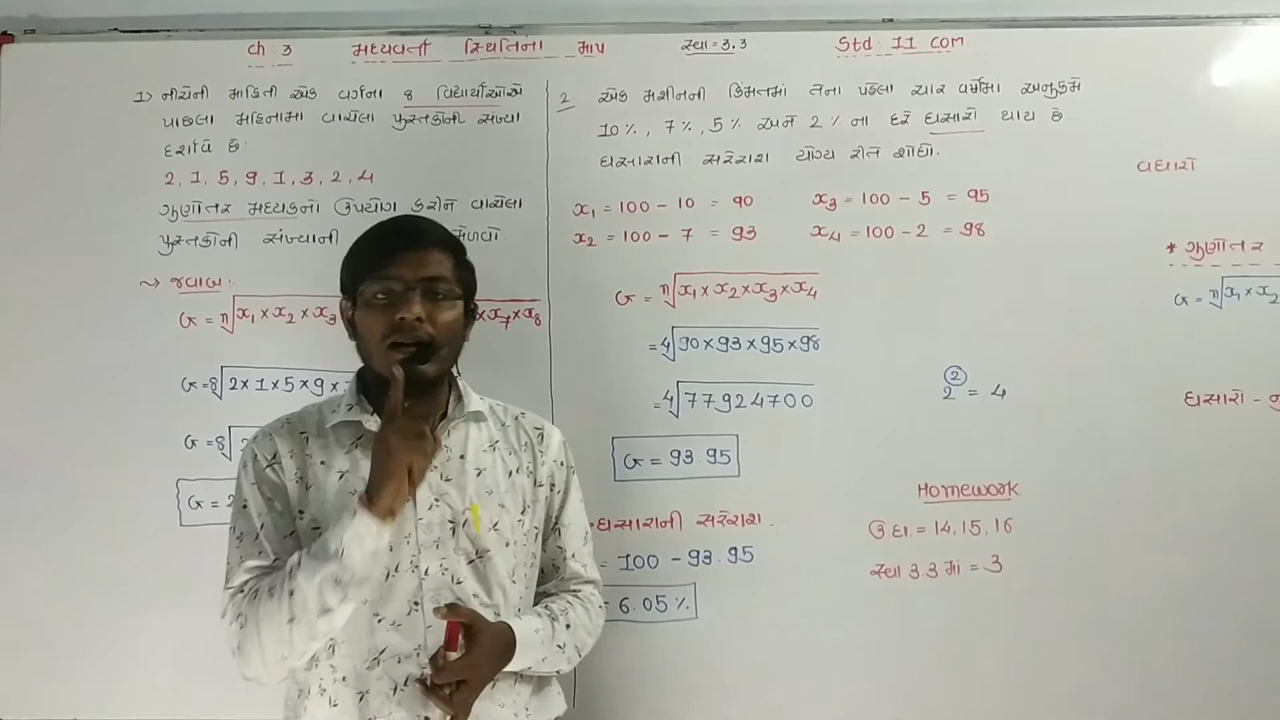 ch : 3 મધ્યવર્તી સ્થિતિના માપ સ્વા = 3.3 Std : 11 com.
1) નીચેની માહિતી એક વર્ગના 8 વિદ્યાર્થીઓએ
પાછલા મહિનામાં વાંચેલા પુસ્તકોની સંખ્યા
દર્શાવે છે.
2, 1, 5, 9, 1, 3, 2, 4
ગુણોતર મધ્યકનો ઉપયોગ કરીને વાંચેલા
પુસ્તકોની સંખ્યાની મેળવો.
→ જવાબ :-
G = n√x₁ × x₂ × x₃ × x₇ × x₈
G = 8√2 × 1 × 5 × 9 ×
G = 8√
G = 2
2. એક મશીનની કિંમતમાં તેના પહેલા ચાર વર્ષમાં અનુક્રમે
10%, 7%, 5% અને 2% ના દરે ઘસારો થાય છે.
ઘસારાની સરેરાશ યોગ્ય રીતે શોધો.
x₁ = 100 - 10 = 90 x₃ = 100 - 5 = 95
x₂ = 100 - 7 = 93 x₄ = 100 - 2 = 98
G = n√x₁ × x₂ × x₃ × x₄
= 4√90 × 93 × 95 × 98
= 4√77924700
G = 93.95
ઘસારાની સરેરાશ.
= 100 - 93.95
= 6.05%
2² = 4
Homework
ઉદા. = 14, 15, 16
સ્વા 3.3 માં = 3
વધારો
* ગુણોતર
G = n√x₁ × x₂
ઘસારો -